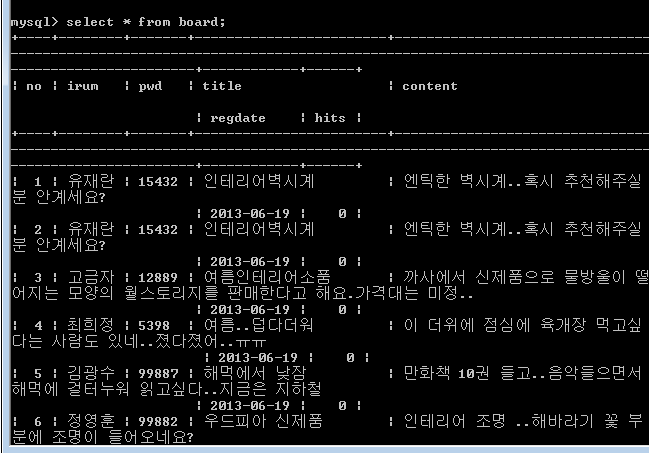 mysql> select * from board;
| no | irum | pwd | title | content
| regdate | hits |
| 1 | 유재란 | 15432 | 인테리어벽시계 | 엔틱한 벽시계..혹시 추천해주실
분 안계세요?
| 2013-06-19 | 0 |
| 2 | 유재란 | 15432 | 인테리어벽시계 | 엔틱한 벽시계..혹시 추천해주실
분 안계세요?
| 2013-06-19 | 0 |
| 3 | 고금자 | 12889 | 여름인테리어소품 | 까사에서 신제품으로 물방울이 떨
어지는 모양의 월스토리지를 판매한다고 해요.가격대는 미정..
| 2013-06-19 | 0 |
| 4 | 최희정 | 5398 | 여름..덥다더워 | 이 더위에 점심에 육개장 먹고싶
다는 사람도 있네..졌다졌어..ㅠㅠ
| 2013-06-19 | 0 |
| 5 | 김광수 | 99887 | 해먹에서 낮잠 | 만화책 10권 들고..음악들으면서
해먹에 걸터누워 읽고싶다..지금은 지하철
| 2013-06-19 | 0 |
| 6 | 정영훈 | 99882 | 우드피아 신제품 | 인테리어 조명 ..해바라기 꽃 부
분에 조명이 들어오네요?